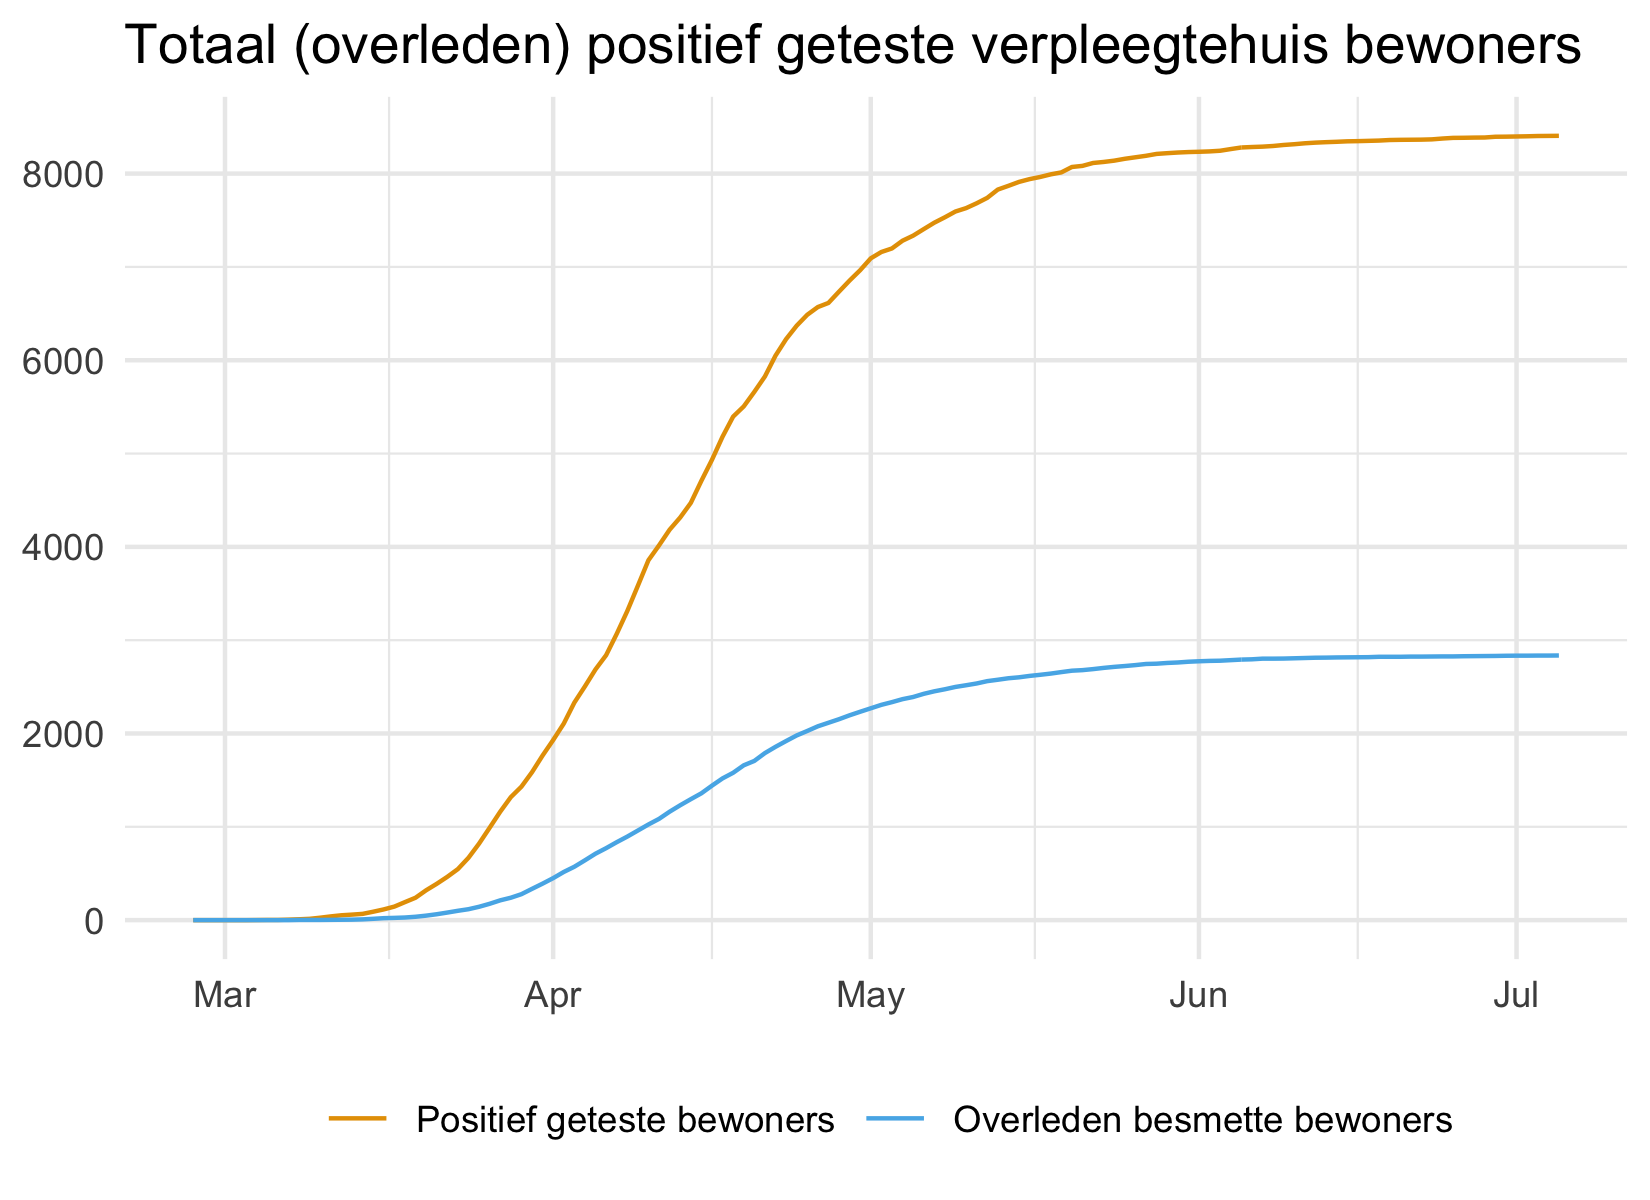 Totaal (overleden) positief geteste verpleegtehuis bewoners
8000
6000
4000
2000
0
Mar Apr May Jun Jul
Positief geteste bewoners Overleden besmette bewoners